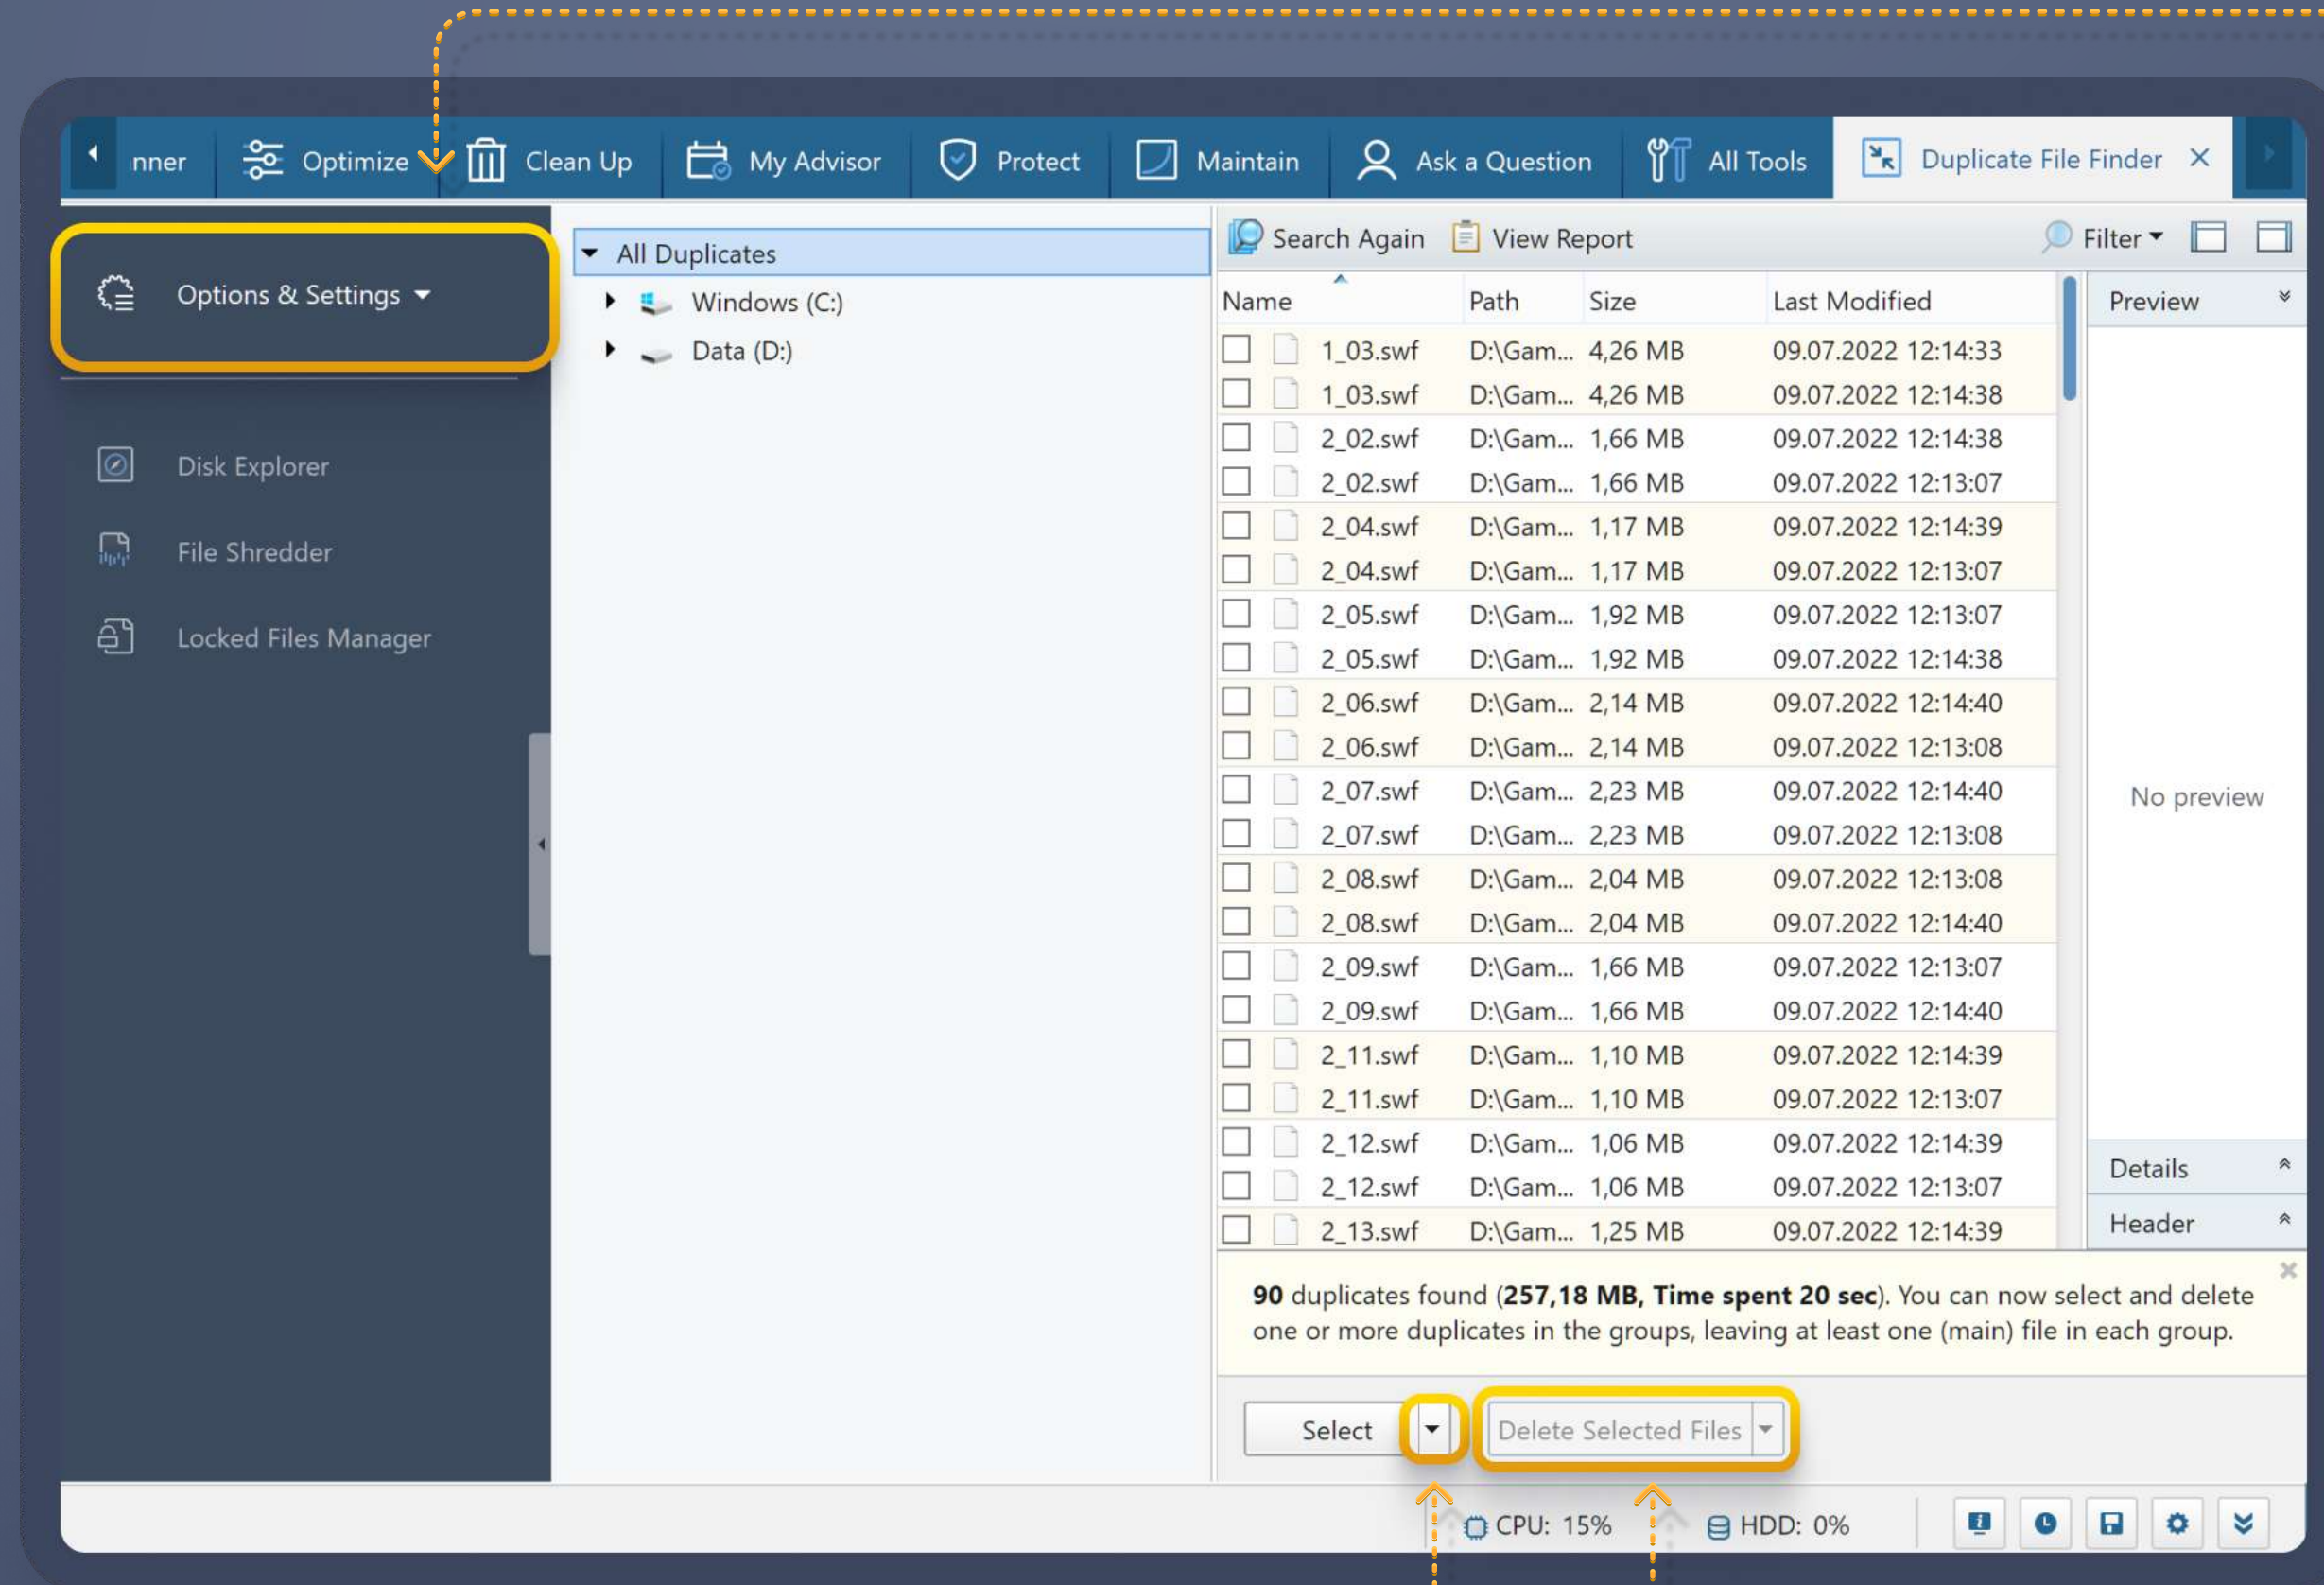 nner Optimize Clean Up My Advisor Protect Maintain Ask a Question All Tools Duplicate File Finder
Options & Settings
Disk Explorer
File Shredder
Locked Files Manager
All Duplicates
Windows (C:)
Data (D:)
Search Again View Report Filter
Name Path Size Last Modified
1_03.swf D:\Gam... 4,26 MB 09.07.2022 12:14:33
1_03.swf D:\Gam... 4,26 MB 09.07.2022 12:14:38
2_02.swf D:\Gam... 1,66 MB 09.07.2022 12:14:38
2_02.swf D:\Gam... 1,66 MB 09.07.2022 12:13:07
2_04.swf D:\Gam... 1,17 MB 09.07.2022 12:14:39
2_04.swf D:\Gam... 1,17 MB 09.07.2022 12:13:07
2_05.swf D:\Gam... 1,92 MB 09.07.2022 12:13:07
2_05.swf D:\Gam... 1,92 MB 09.07.2022 12:14:38
2_06.swf D:\Gam... 2,14 MB 09.07.2022 12:14:40
2_06.swf D:\Gam... 2,14 MB 09.07.2022 12:13:08
2_07.swf D:\Gam... 2,23 MB 09.07.2022 12:14:40
2_07.swf D:\Gam... 2,23 MB 09.07.2022 12:13:08
2_08.swf D:\Gam... 2,04 MB 09.07.2022 12:13:08
2_08.swf D:\Gam... 2,04 MB 09.07.2022 12:14:40
2_09.swf D:\Gam... 1,66 MB 09.07.2022 12:13:07
2_09.swf D:\Gam... 1,66 MB 09.07.2022 12:14:40
2_11.swf D:\Gam... 1,10 MB 09.07.2022 12:14:39
2_11.swf D:\Gam... 1,10 MB 09.07.2022 12:13:07
2_12.swf D:\Gam... 1,06 MB 09.07.2022 12:14:39
2_12.swf D:\Gam... 1,06 MB 09.07.2022 12:13:07
2_13.swf D:\Gam... 1,25 MB 09.07.2022 12:14:39
Preview
No preview
Details
Header
90 duplicates found (257,18 MB, Time spent 20 sec). You can now select and delete
one or more duplicates in the groups, leaving at least one (main) file in each group.
Select Delete Selected Files
CPU: 15% HDD: 0%